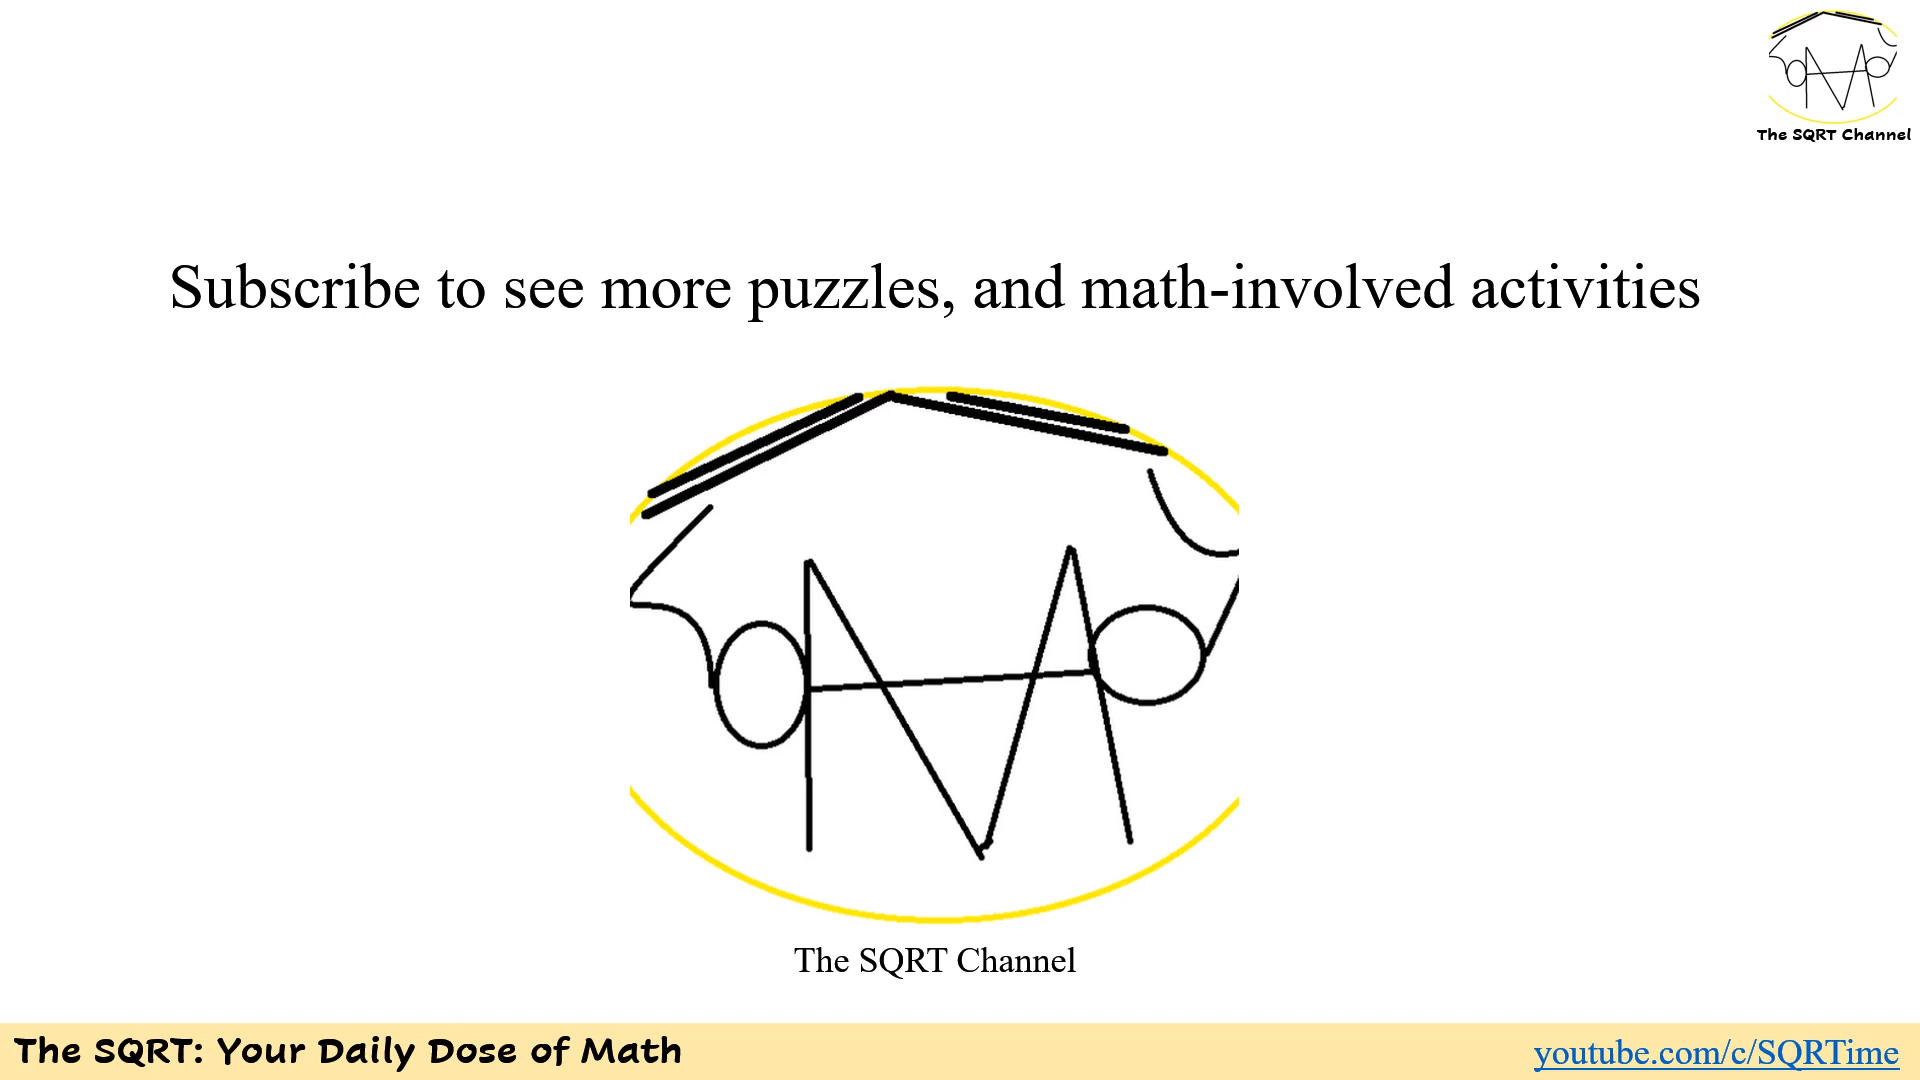 The SQRT Channel
Subscribe to see more puzzles, and math-involved activities
The SQRT Channel
The SQRT: Your Daily Dose of Math
youtube.com/c/SQRTime